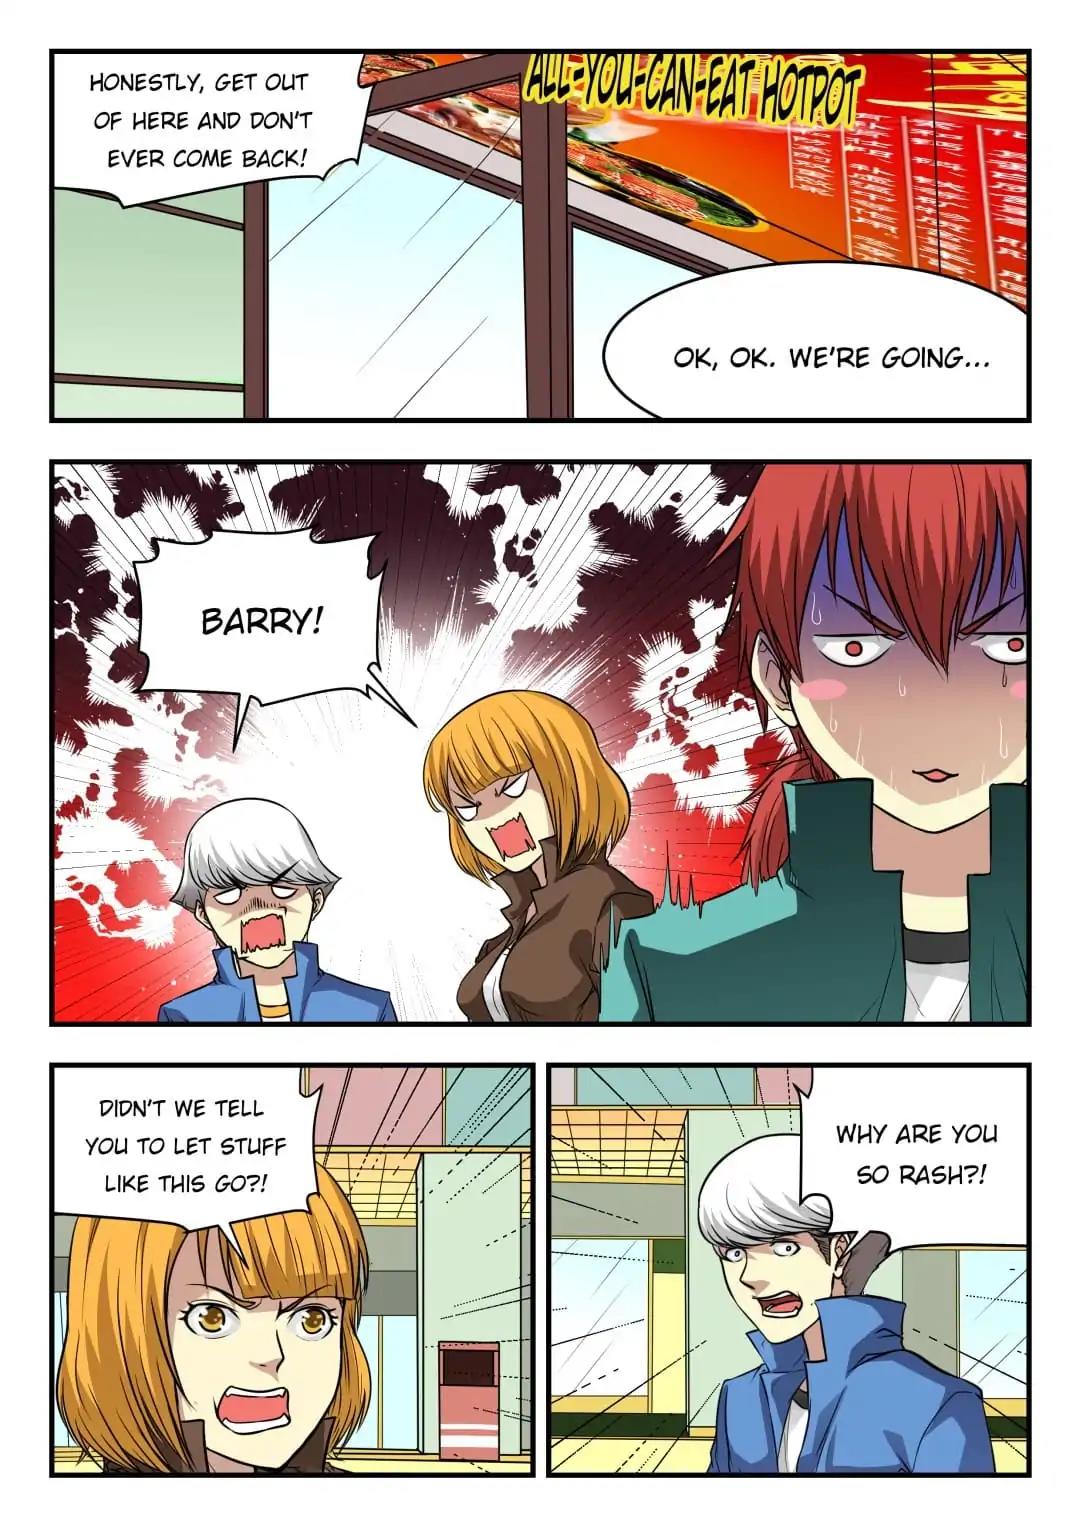 HONESTLY, GET OUT
OF HERE AND DON'T
EVER COME BACK!
ALL-YOU-CAN-EAT HOTPOT
OK, OK. WE'RE GOING...
BARRY!
DIDN'T WE TELL
YOU TO LET STUFF
LIKE THIS GO?!
WHY ARE YOU
SO RASH?!